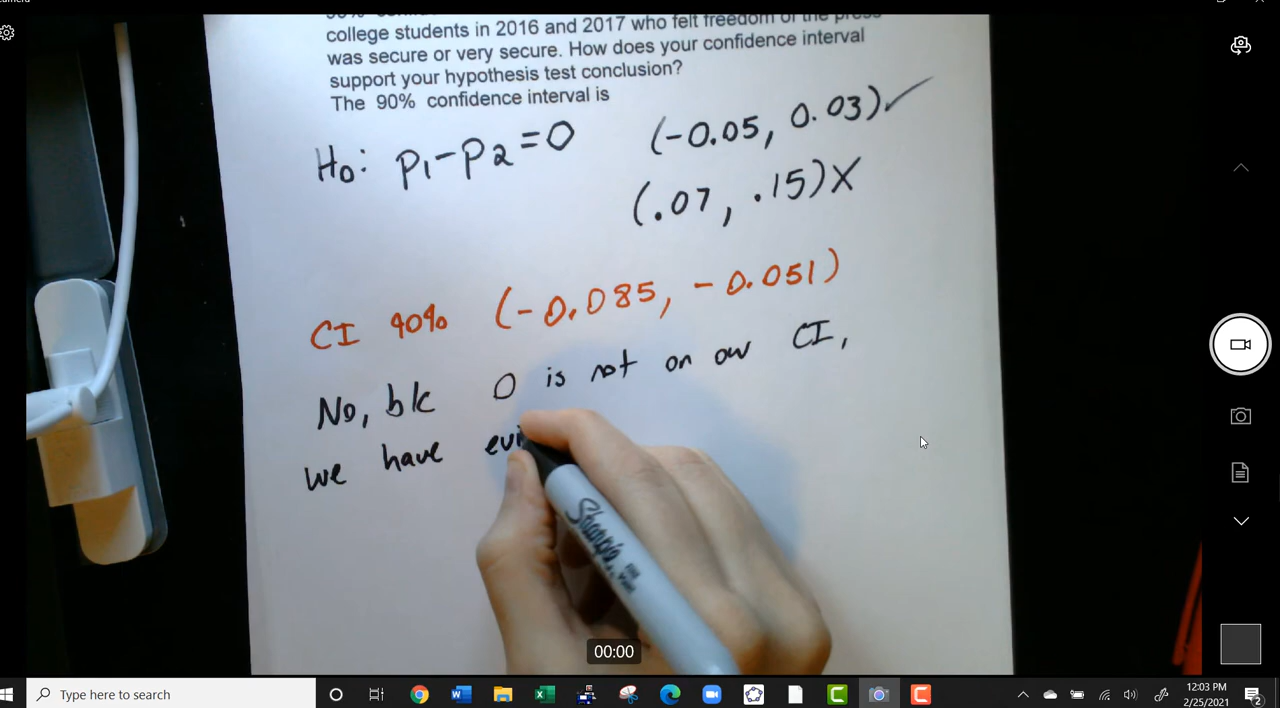 college students in 2016 and 2017 who felt freedom of the press
was secure or very secure. How does your confidence interval
support your hypothesis test conclusion?
The 90% confidence interval is
H0: p1-p2=0
(-0.05, 0.03)✓
(.07, .15)X
CI 90% (-0.085, -0.051)
No, b/c 0 is not on our CI,
we have evi
Sharpie
00:00
Type here to search
12:03 PM
2/25/2021
2